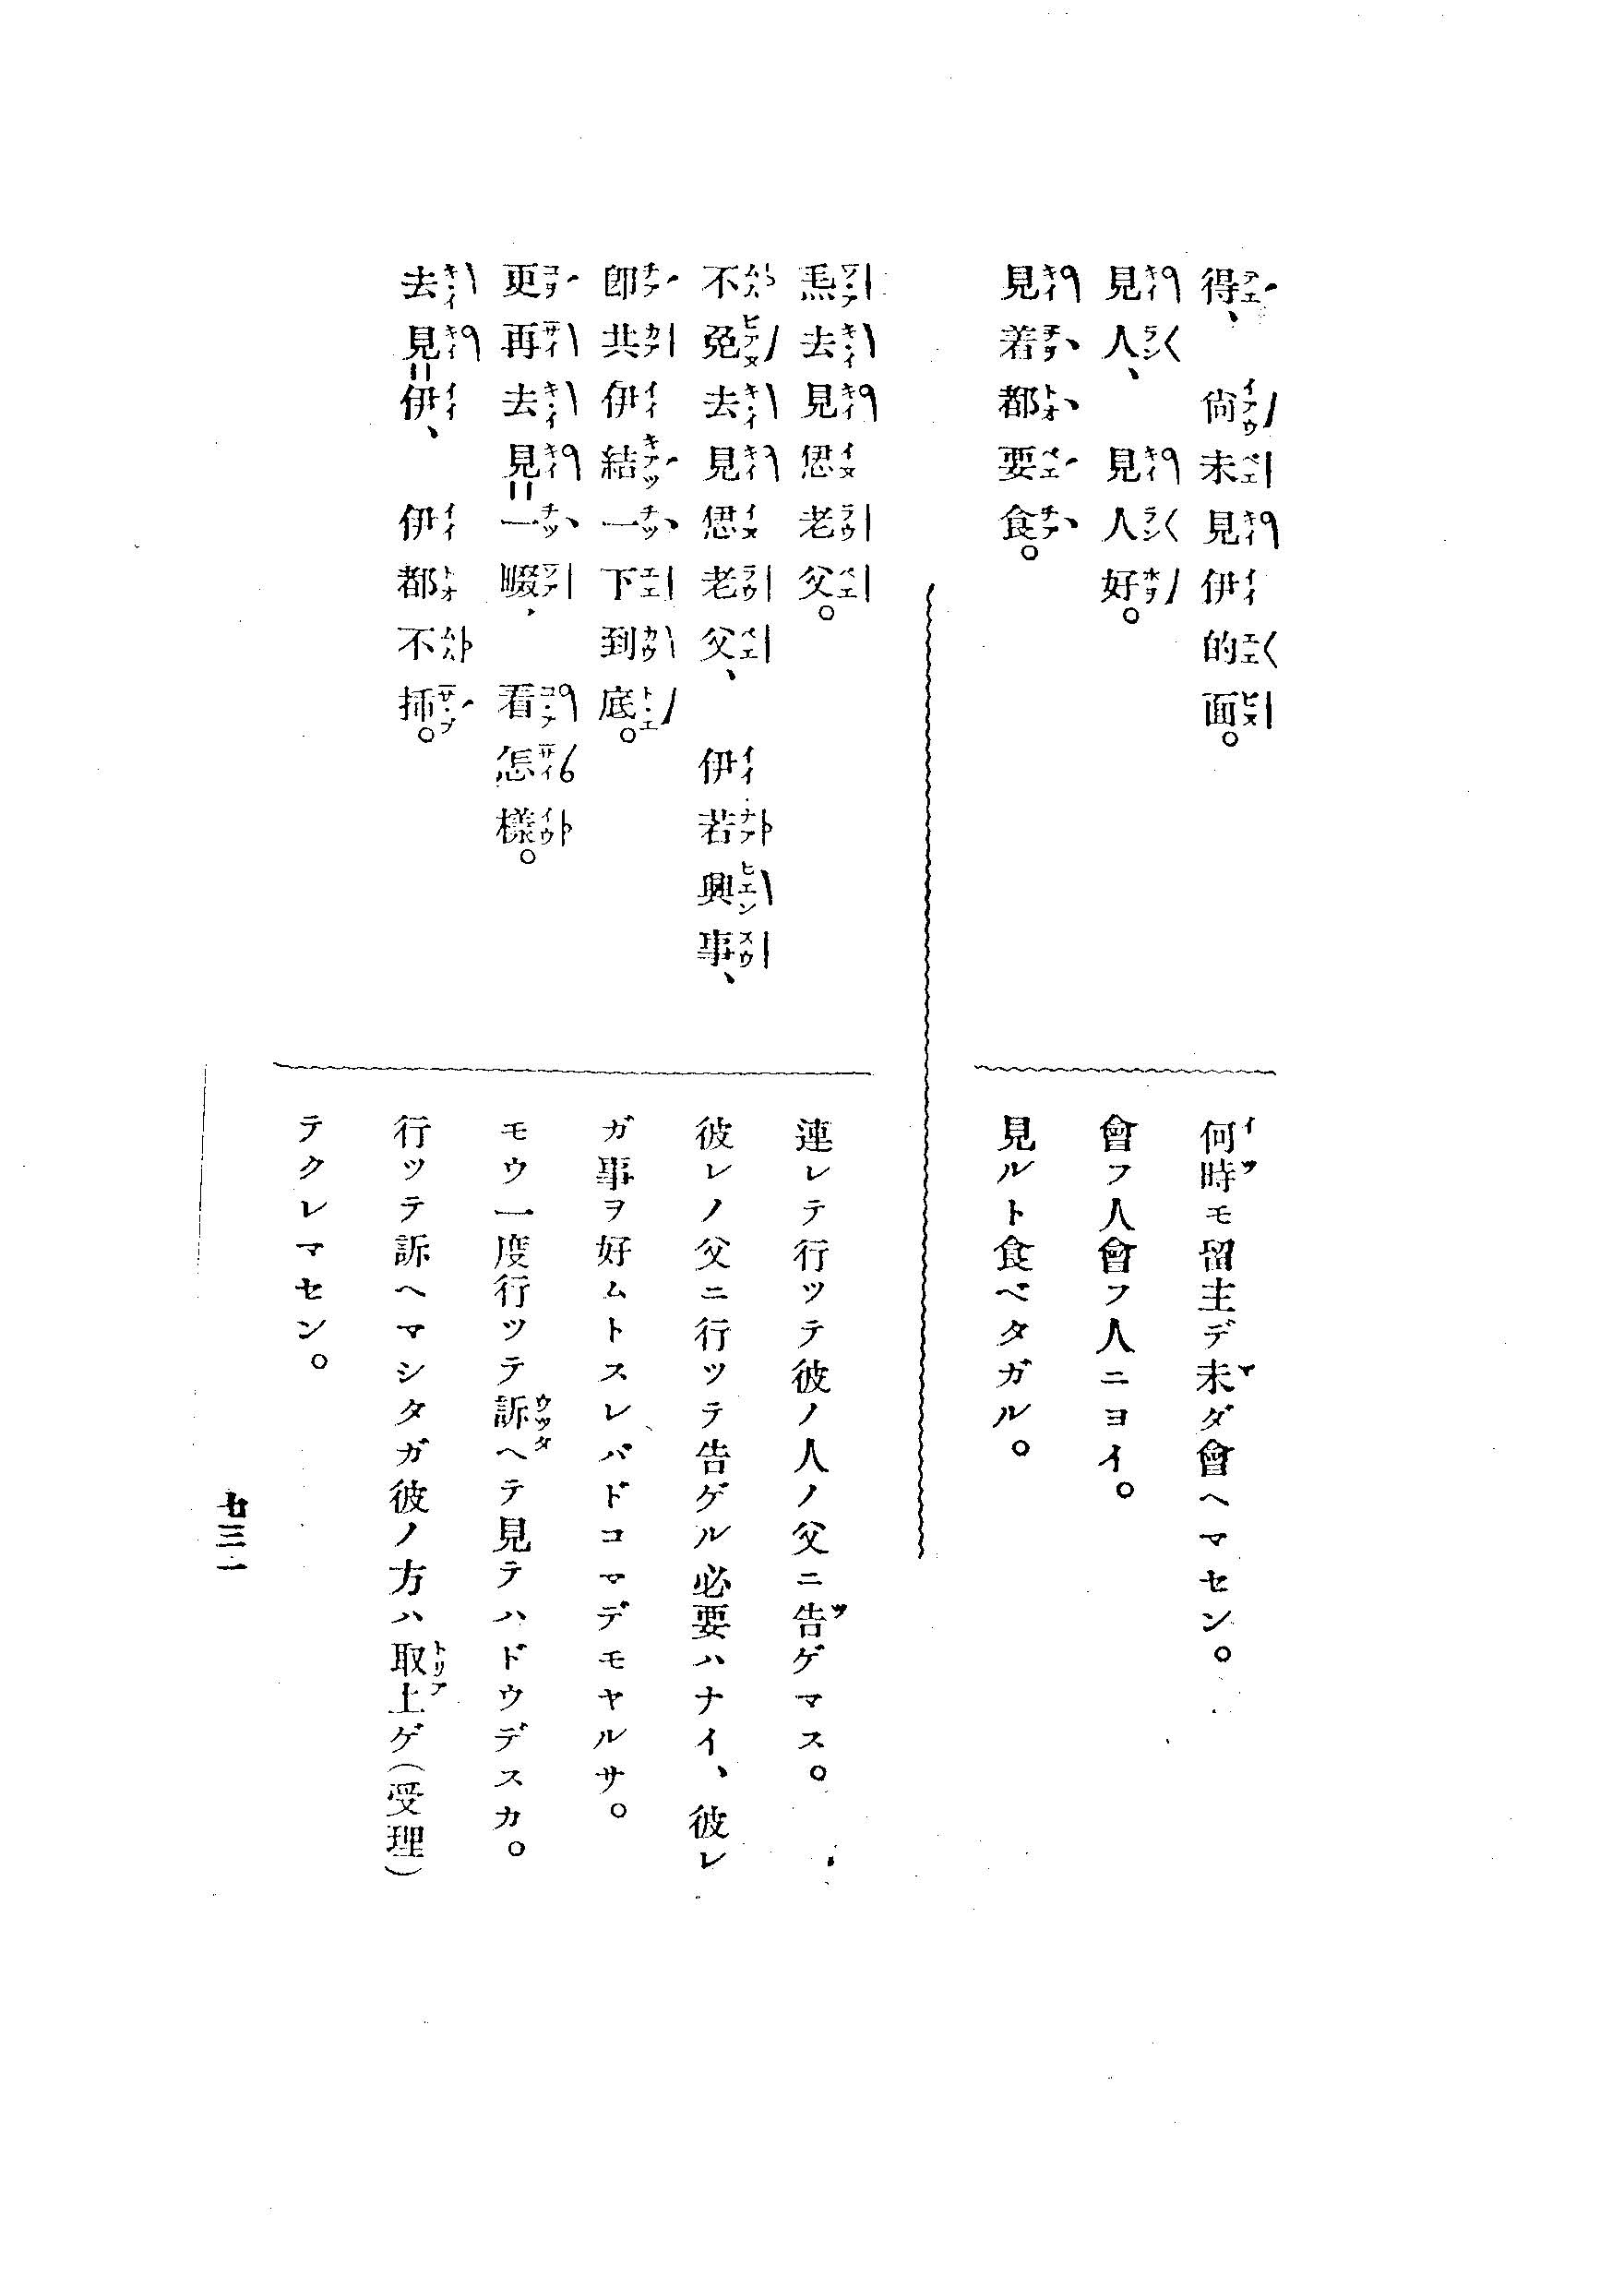 得、 尙未見伊的面。
何時モ留主デ未ダ會ヘマセン。
見人、 見人好。
會フ人會フ人ニヨイ。
見着都要食。
見ルト食ベタガル。
𤆬去見怹老父。
連レテ行ツテ彼ノ人ノ父ニ告ゲマス。
不免去見怹老父、 伊若興事、
卽共伊結一下到底。
彼レノ父ニ行ツテ告ゲル必要ハナイ、彼レ
ガ事ヲ好ムトスレバドコマデモヤルサ。
更再去見一畷、 看怎樣。
モウ一度行ツテ訴ヘテ見テハドウデスカ。
去見伊、 伊都不挿。
行ツテ訴ヘマシタガ彼ノ方ハ取上ゲ(受理)
テクレマセン。
七三一